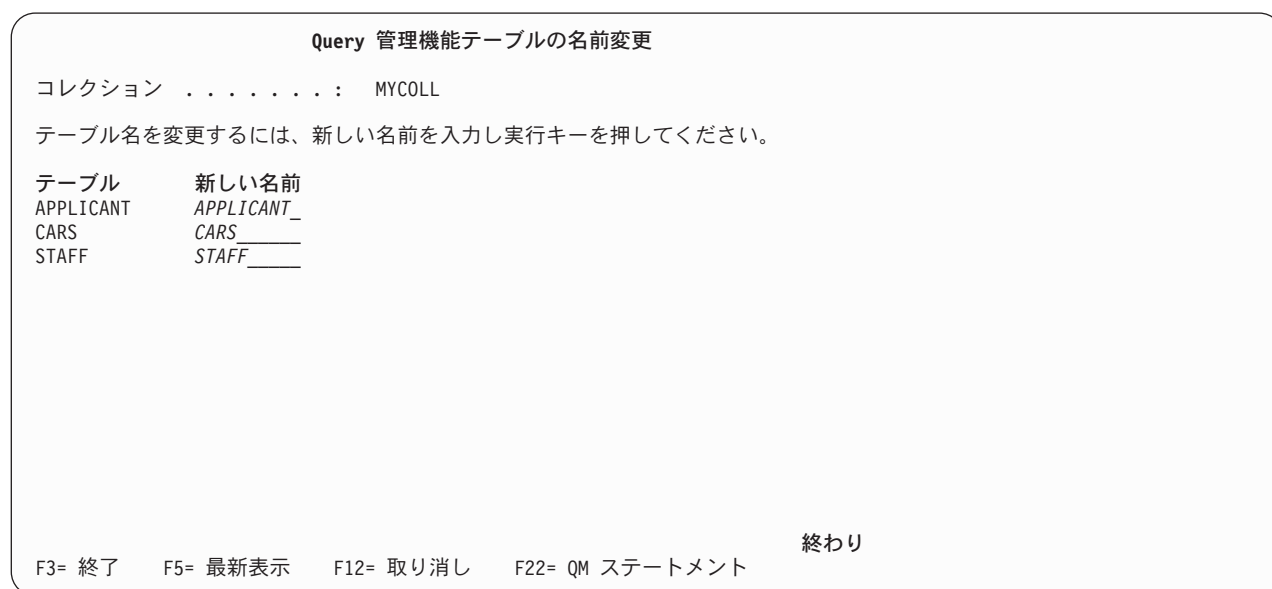 Query 管理機能テーブルの名前変更
コレクション . . . . . . . : MYCOLL
テーブル名を変更するには、新しい名前を入力し実行キーを押してください。
テーブル 新しい名前
APPLICANT APPLICANT_
CARS CARS______
STAFF STAFF_____
終わり
F3= 終了 F5= 最新表示 F12= 取り消し F22= QM ステートメント